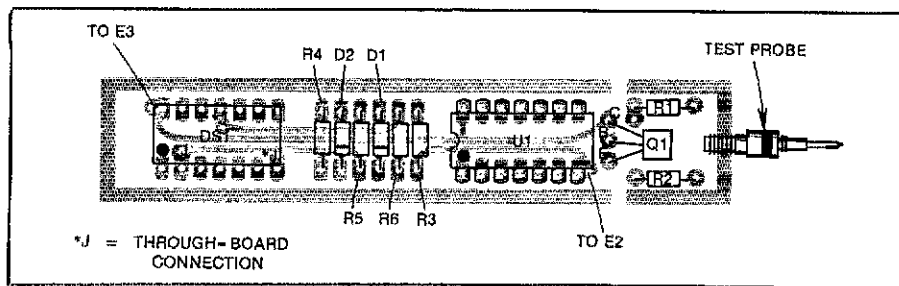 TO E3
R4 D2 D1
TEST PROBE
R1
U1
Q1
R2
R5 R6 R3
TO E2
*J = THROUGH-BOARD
CONNECTION